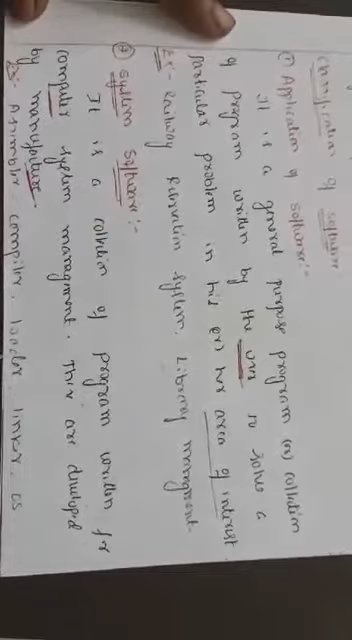 classification of software
① Application of software:-
It is a general purpose program (or) collection
of program written by the user to solve a
particular problem in his (or) her area of interest.
Ex:- railway reservation system, Library managment.
② System Software:-
It is a collection of program written for
computer system management. This are developed
by manufacturer.
Ex:- Assembler, compiler, loader, linker, os